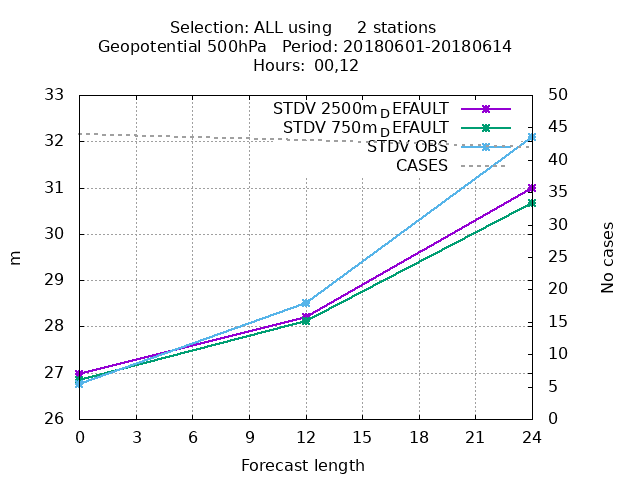 Selection: ALL using 2 stations
Geopotential 500hPa Period: 20180601-20180614
Hours: 00,12
33
32
31
30
29
28
27
26
m
STDV 2500m_DEFAULT
STDV 750m_DEFAULT
STDV OBS
CASES
50
45
40
35
30
25
20
15
10
5
0
No cases
0 3 6 9 12 15 18 21 24
Forecast length